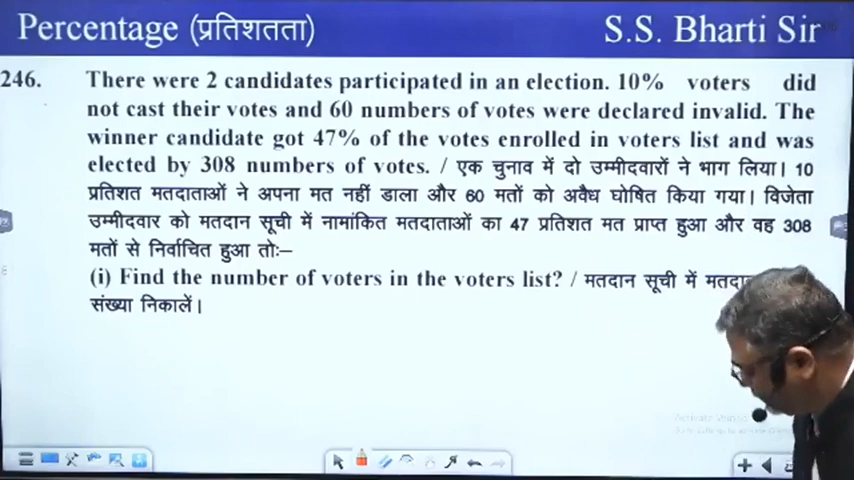 Percentage (प्रतिशतता)
S.S. Bharti Sir
246. There were 2 candidates participated in an election. 10% voters did
not cast their votes and 60 numbers of votes were declared invalid. The
winner candidate got 47% of the votes enrolled in voters list and was
elected by 308 numbers of votes. / एक चुनाव में दो उम्मीदवारों ने भाग लिया। 10
प्रतिशत मतदाताओं ने अपना मत नहीं डाला और 60 मतों को अवैध घोषित किया गया। विजेता
उम्मीदवार को मतदान सूची में नामांकित मतदाताओं का 47 प्रतिशत मत प्राप्त हुआ और वह 308
मतों से निर्वाचित हुआ तोः–
(i) Find the number of voters in the voters list? / मतदान सूची में
संख्या निकालें।